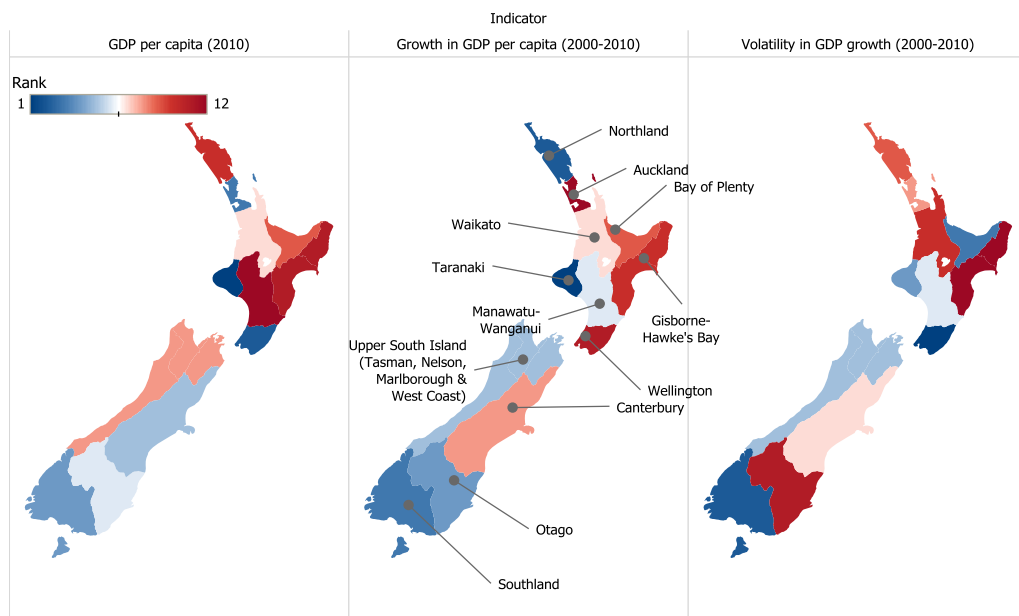 Indicator
GDP per capita (2010)
Growth in GDP per capita (2000-2010)
Volatility in GDP growth (2000-2010)
Rank
1
12
Northland
Auckland
Bay of Plenty
Waikato
Taranaki
Manawatu-
Wanganui
Gisborne-
Hawke's Bay
Upper South Island
(Tasman, Nelson,
Marlborough &
West Coast)
Wellington
Canterbury
Otago
Southland